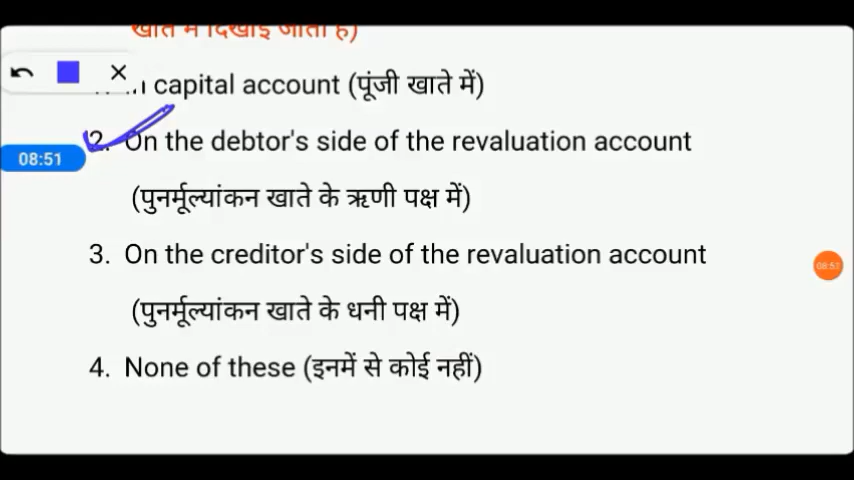 खाते में दिखाई जाती है)
capital account (पूंजी खाते में)
2. On the debtor's side of the revaluation account
08:51
(पुनर्मूल्यांकन खाते के ऋणी पक्ष में)
3. On the creditor's side of the revaluation account
(पुनर्मूल्यांकन खाते के धनी पक्ष में)
4. None of these (इनमें से कोई नहीं)